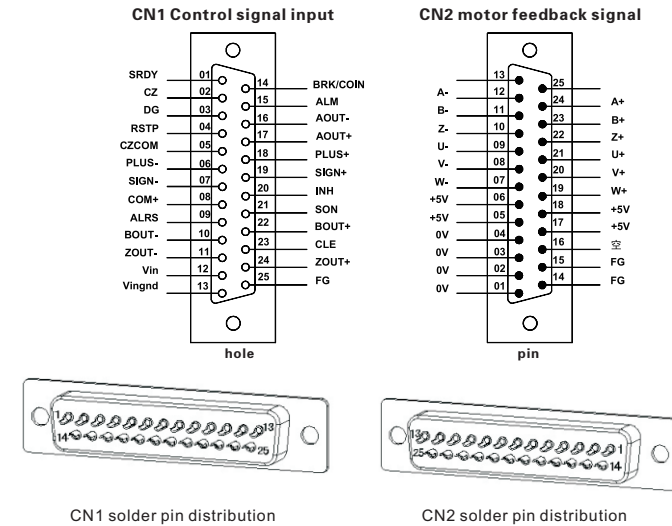 CN1 Control signal input
SRDY 01
CZ 02
DG 03
RSTP 04
CZCOM 05
PLUS- 06
SIGN- 07
COM+ 08
ALRS 09
BOUT- 10
ZOUT- 11
Vin 12
Vingnd 13
14 BRK/COIN
15 ALM
16 AOUT-
17 AOUT+
18 PLUS+
19 SIGN+
20 INH
21 SON
22 BOUT+
23 CLE
24 ZOUT+
25 FG
hole
CN2 motor feedback signal
13
A- 12
B- 11
Z- 10
U- 09
V- 08
W- 07
+5V 06
+5V 05
0V 04
0V 03
0V 02
0V 01
25
24 A+
23 B+
22 Z+
21 U+
20 V+
19 W+
18 +5V
17 +5V
16 空
15 FG
14 FG
pin
1 13
14 25
CN1 solder pin distribution
13 1
25 14
CN2 solder pin distribution